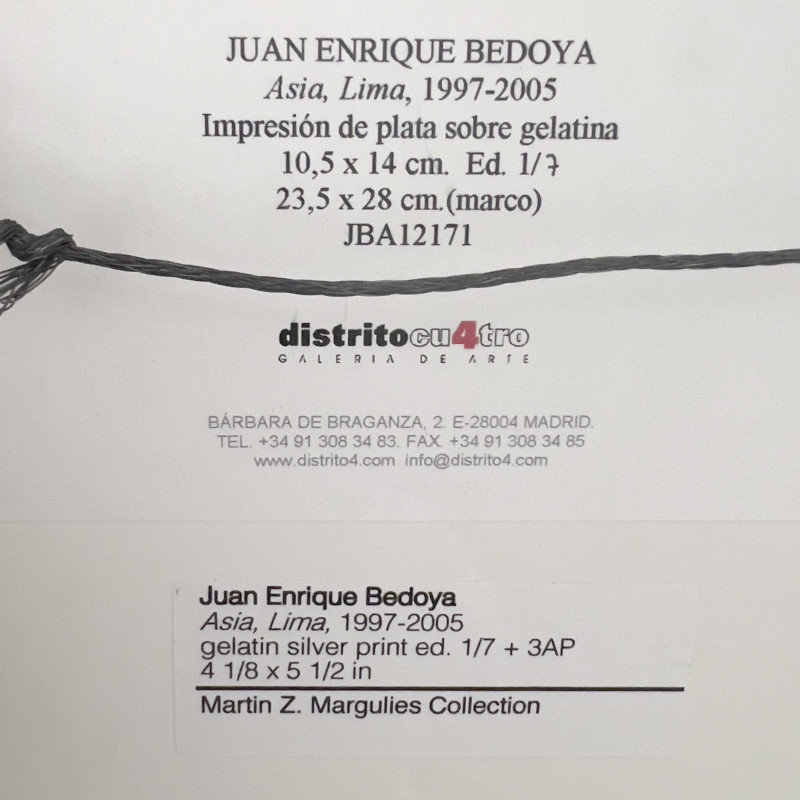 JUAN ENRIQUE BEDOYA
Asia, Lima, 1997-2005
Impresión de plata sobre gelatina
10,5 x 14 cm. Ed. 1/7
23,5 x 28 cm.(marco)
JBA12171
distritocu4tro
GALERIA DE ARTE
BÁRBARA DE BRAGANZA, 2. E-28004 MADRID.
TEL. +34 91 308 34 83. FAX. +34 91 308 34 85
www.distrito4.com info@distrito4.com
Juan Enrique Bedoya
Asia, Lima, 1997-2005
gelatin silver print ed. 1/7 + 3AP
4 1/8 x 5 1/2 in
Martin Z. Margulies Collection